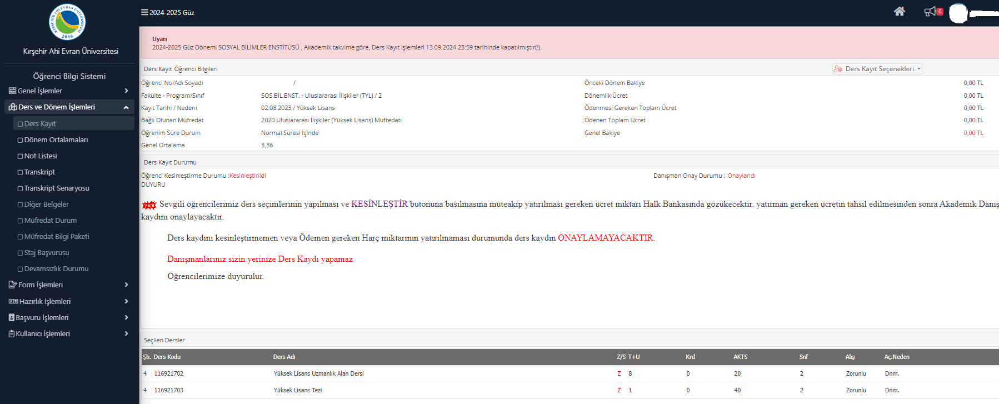 KIRŞEHİR AHİ EVRAN ÜNİVERSİTESİ
2006
Kırşehir Ahi Evran Üniversitesi
Öğrenci Bilgi Sistemi
Genel İşlemler
Ders ve Dönem İşlemleri
Ders Kayıt
Dönem Ortalamaları
Not Listesi
Transkript
Transkript Senaryosu
Diğer Belgeler
Müfredat Durum
Müfredat Bilgi Paketi
Staj Başvurusu
Devamsızlık Durumu
Form İşlemleri
Hazırlık İşlemleri
Başvuru İşlemleri
Kullanıcı İşlemleri
2024-2025 Güz
0
Uyarı
2024-2025 Güz Dönemi SOSYAL BİLİMLER ENSTİTÜSÜ , Akademik takvime göre, Ders Kayıt işlemleri 13.09.2024 23:59 tarihinde kapatılmıştır(!).
Ders Kayıt Öğrenci Bilgileri
Ders Kayıt Seçenekleri
Öğrenci No/Adı Soyadı /
Önceki Dönem Bakiye 0,00 TL
Fakülte - Program/Sınıf SOS.BİL.ENST. - Uluslararası İlişkiler (TYL) / 2
Dönemlik Ücret 0,00 TL
Kayıt Tarihi / Nedeni 02.08.2023 / Yüksek Lisans
Ödenmesi Gereken Toplam Ücret 0,00 TL
Bağlı Olunan Müfredat 2020 Uluslararası İlişkiler (Yüksek Lisans) Müfredatı
Ödenen Toplam Ücret 0,00 TL
Öğrenim Süre Durum Normal Süresi İçinde
Genel Bakiye 0,00 TL
Genel Ortalama 3,36
Ders Kayıt Durumu
Öğrenci Kesinleştirme Durumu :Kesinleştirildi
Danışman Onay Durumu : Onaylandı
DUYURU
yeni Sevgili öğrencilerimiz ders seçimlerinin yapılması ve KESİNLEŞTİR butonuna basılmasına müteakip yatırılması gereken ücret miktarı Halk Bankasında gözükecektir. yatırman gereken ücretin tahsil edilmesinden sonra Akademik Danış
kaydını onaylayacaktır.
Ders kaydını kesinleştirmemen veya Ödemen gereken Harç miktarının yatırılmaması durumunda ders kaydın ONAYLAMAYACAKTIR.
Danışmanlarınız sizin yerinize Ders Kaydı yapamaz
Öğrencilerimize duyurulur.
Seçilen Dersler
Şb. Ders Kodu Ders Adı Z/S T+U Krd AKTS Snf Alış Aç.Neden
4 116921702 Yüksek Lisans Uzmanlık Alan Dersi Z 8 0 20 2 Zorunlu Dnm.
4 116921703 Yüksek Lisans Tezi Z 1 0 40 2 Zorunlu Dnm.